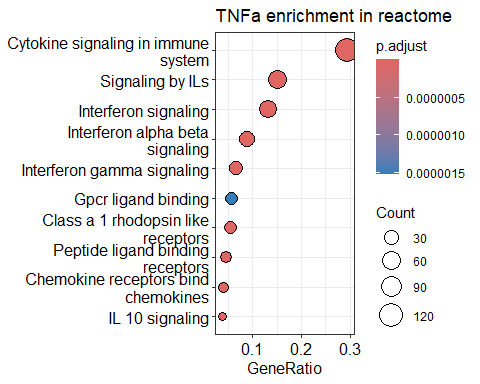 TNFa enrichment in reactome
Cytokine signaling in immune
system
Signaling by ILs
Interferon signaling
Interferon alpha beta
signaling
Interferon gamma signaling
Gpcr ligand binding
Class a 1 rhodopsin like
receptors
Peptide ligand binding
receptors
Chemokine receptors bind
chemokines
IL 10 signaling
0.1 0.2 0.3
GeneRatio
p.adjust
0.0000005
0.0000010
0.0000015
Count
30
60
90
120